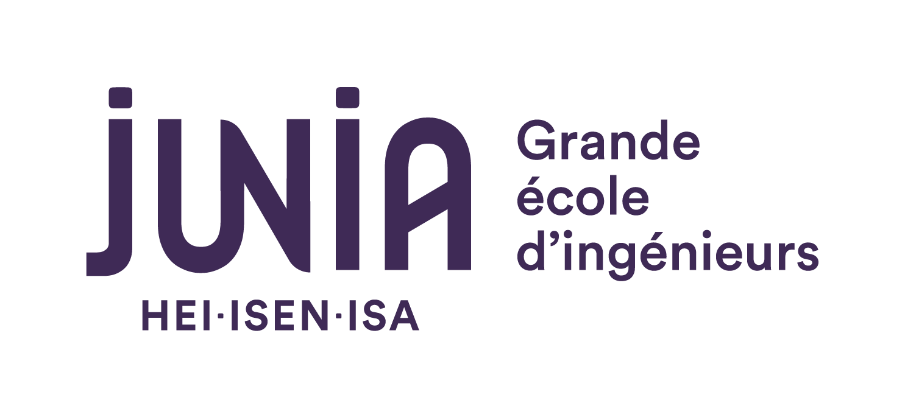 jUNiA
HEI·ISEN·ISA
Grande
école
d’ingénieurs